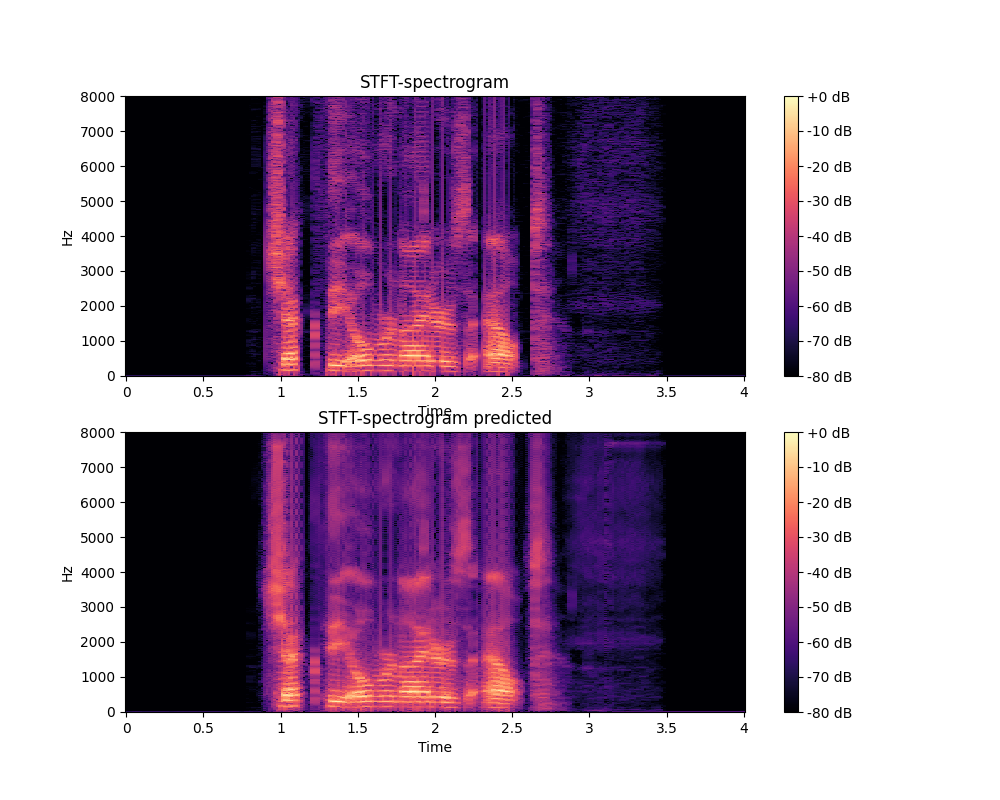 STFT-spectrogram
8000
7000
6000
5000
4000
3000
2000
1000
0
Hz
0 0.5 1 1.5 2 2.5 3 3.5 4
Time
+0 dB
-10 dB
-20 dB
-30 dB
-40 dB
-50 dB
-60 dB
-70 dB
-80 dB
STFT-spectrogram predicted
8000
7000
6000
5000
4000
3000
2000
1000
0
Hz
0 0.5 1 1.5 2 2.5 3 3.5 4
Time
+0 dB
-10 dB
-20 dB
-30 dB
-40 dB
-50 dB
-60 dB
-70 dB
-80 dB